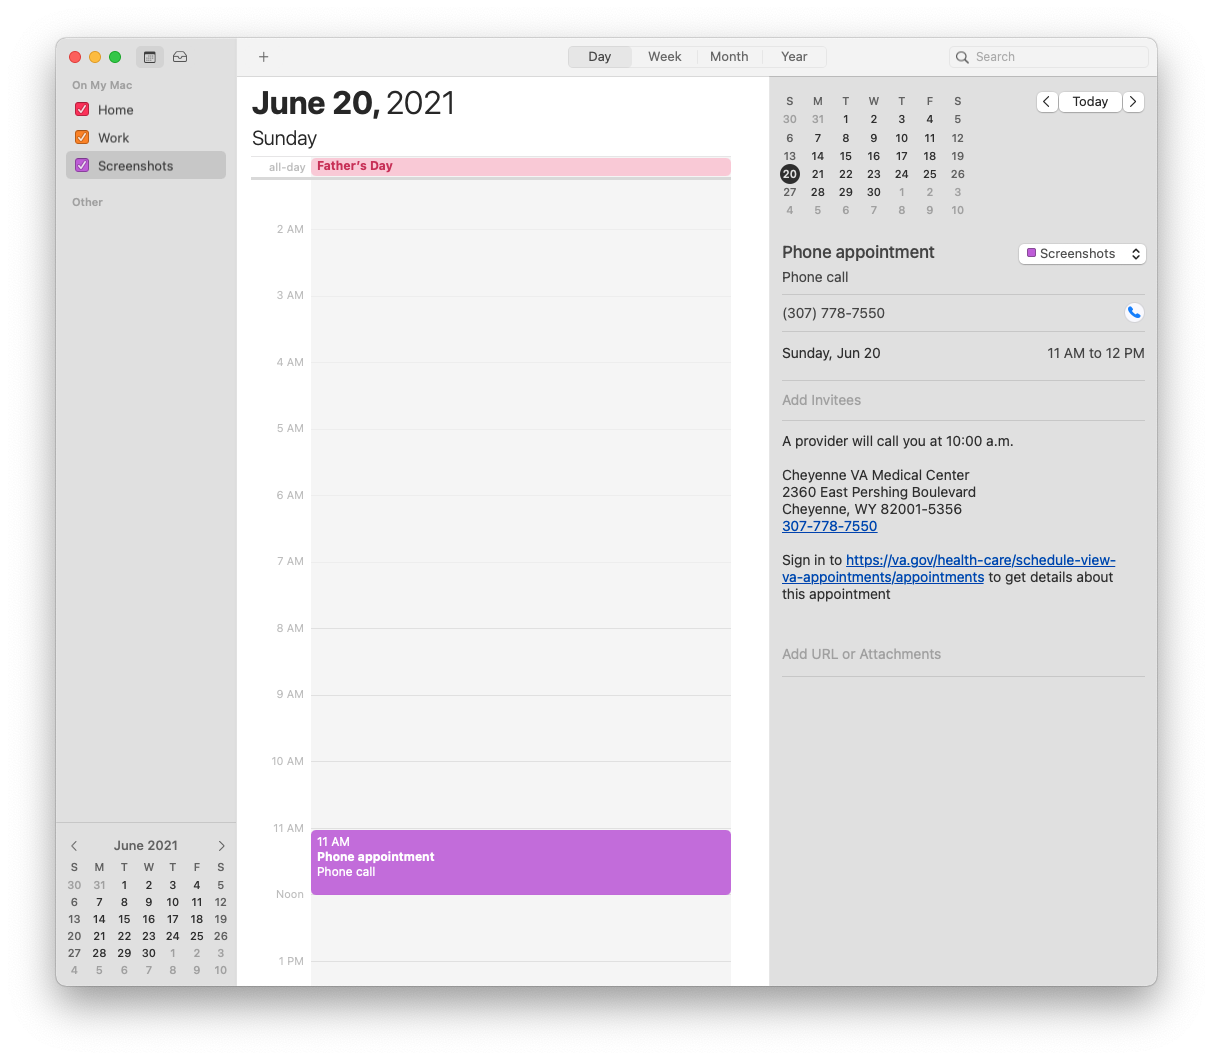 On My Mac
Home
Work
Screenshots
Other
June 2021
S M T W T F S
30 31 1 2 3 4 5
6 7 8 9 10 11 12
13 14 15 16 17 18 19
20 21 22 23 24 25 26
27 28 29 30 1 2 3
4 5 6 7 8 9 10
+
Day Week Month Year
Search
June 20, 2021
Sunday
all-day Father's Day
2 AM
3 AM
4 AM
5 AM
6 AM
7 AM
8 AM
9 AM
10 AM
11 AM
11 AM
Phone appointment
Phone call
Noon
1 PM
S M T W T F S
30 31 1 2 3 4 5
6 7 8 9 10 11 12
13 14 15 16 17 18 19
20 21 22 23 24 25 26
27 28 29 30 1 2 3
4 5 6 7 8 9 10
Today
Phone appointment
Screenshots
Phone call
(307) 778-7550
Sunday, Jun 20 11 AM to 12 PM
Add Invitees
A provider will call you at 10:00 a.m.
Cheyenne VA Medical Center
2360 East Pershing Boulevard
Cheyenne, WY 82001-5356
307-778-7550
Sign in to https://va.gov/health-care/schedule-view-
va-appointments/appointments to get details about
this appointment
Add URL or Attachments